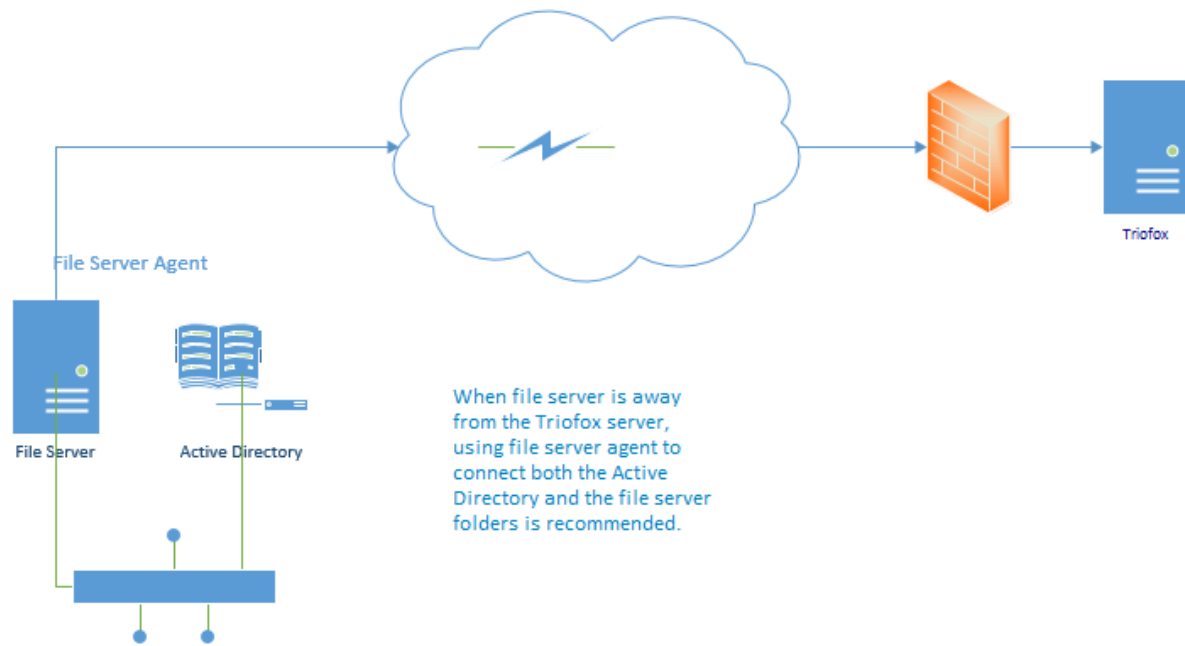 Triofox
File Server Agent
File Server
Active Directory
When file server is away
from the Triofox server,
using file server agent to
connect both the Active
Directory and the file server
folders is recommended.